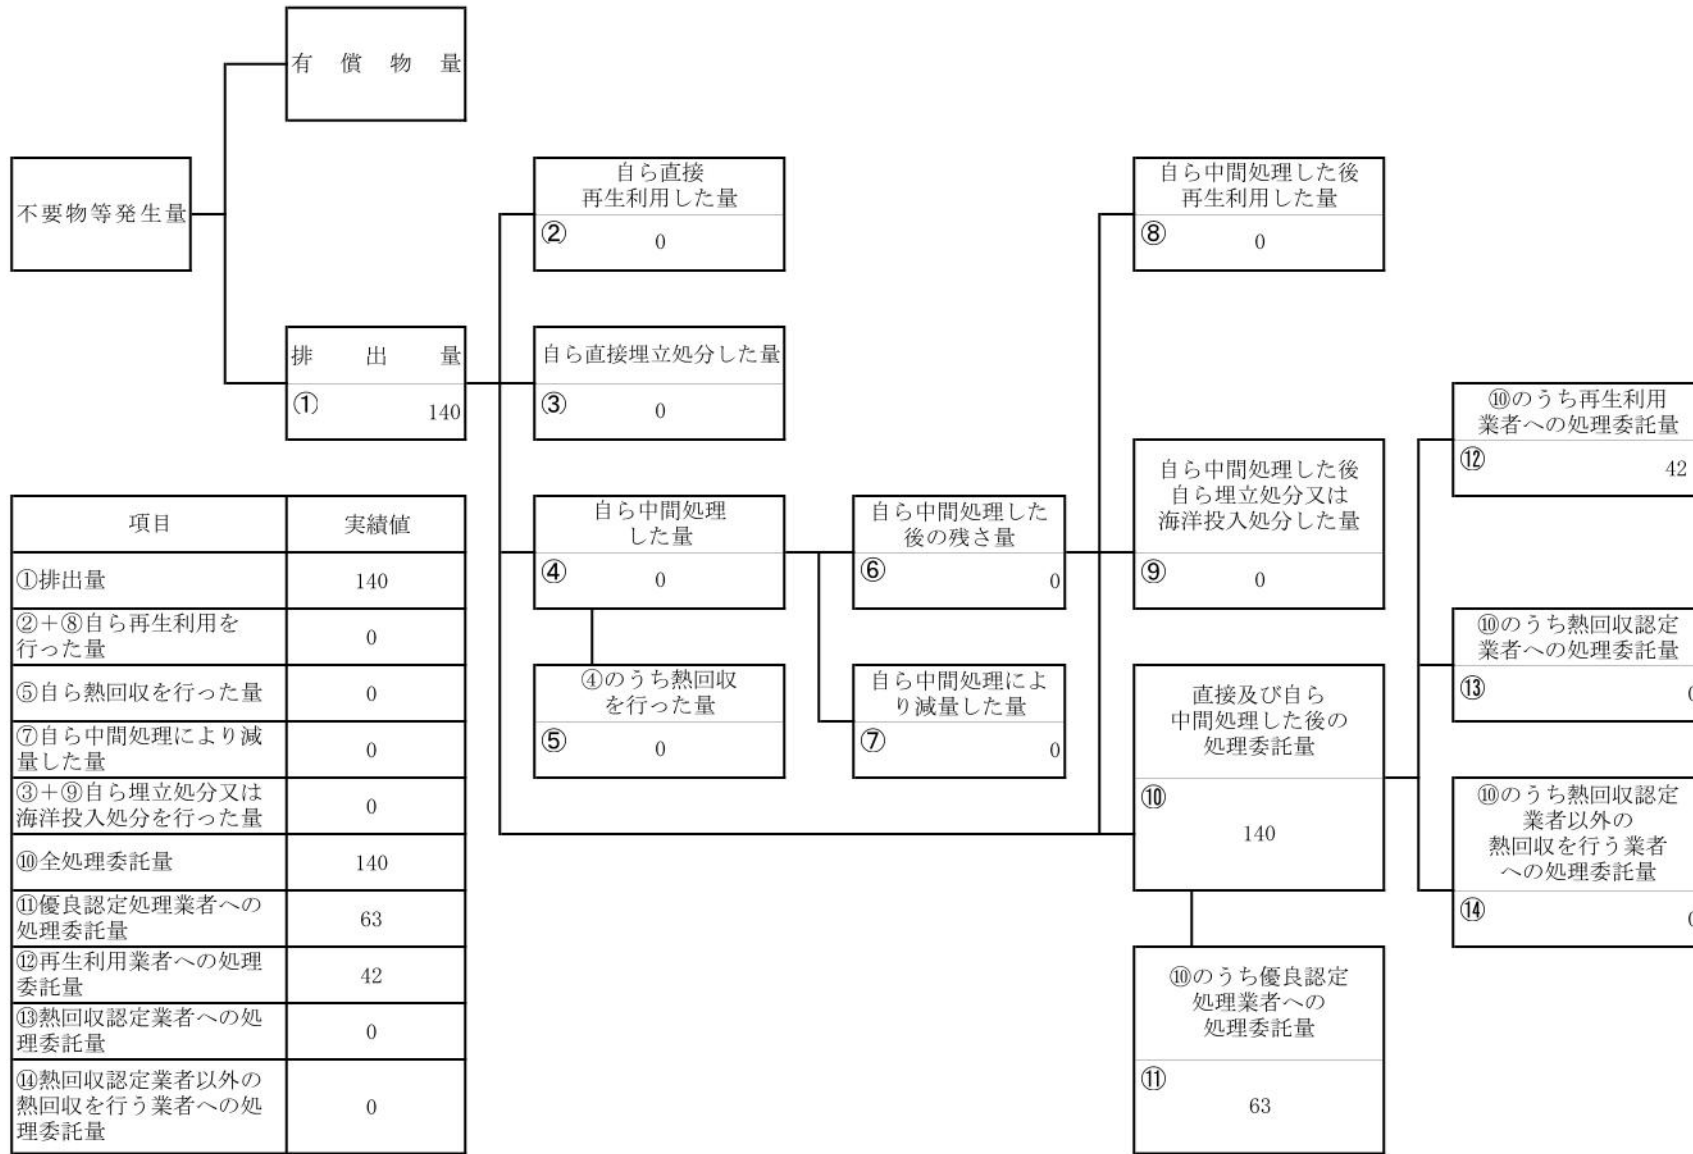 有償物量
不要物等発生量
排出量
①
140
自ら直接
再生利用した量
②
0
自ら直接埋立処分した量
③
0
自ら中間処理
した量
④
0
④のうち熱回収
を行った量
⑤
0
自ら中間処理した
後の残さ量
⑥
0
自ら中間処理によ
り減量した量
⑦
0
自ら中間処理した後
再生利用した量
⑧
0
自ら中間処理した後
自ら埋立処分又は
海洋投入処分した量
⑨
0
直接及び自ら
中間処理した後の
処理委託量
⑩
140
⑩のうち優良認定
処理業者への
処理委託量
⑪
63
⑩のうち再生利用
業者への処理委託量
⑫
42
⑩のうち熱回収認定
業者への処理委託量
⑬
0
⑩のうち熱回収認定
業者以外の
熱回収を行う業者
への処理委託量
⑭
0
項目 実績値
①排出量 140
②+⑧自ら再生利用を
行った量 0
⑤自ら熱回収を行った量 0
⑦自ら中間処理により減
量した量 0
③+⑨自ら埋立処分又は
海洋投入処分を行った量 0
⑩全処理委託量 140
⑪優良認定処理業者への
処理委託量 63
⑫再生利用業者への処理
委託量 42
⑬熱回収認定業者への処
理委託量 0
⑭熱回収認定業者以外の
熱回収を行う業者への処
理委託量 0